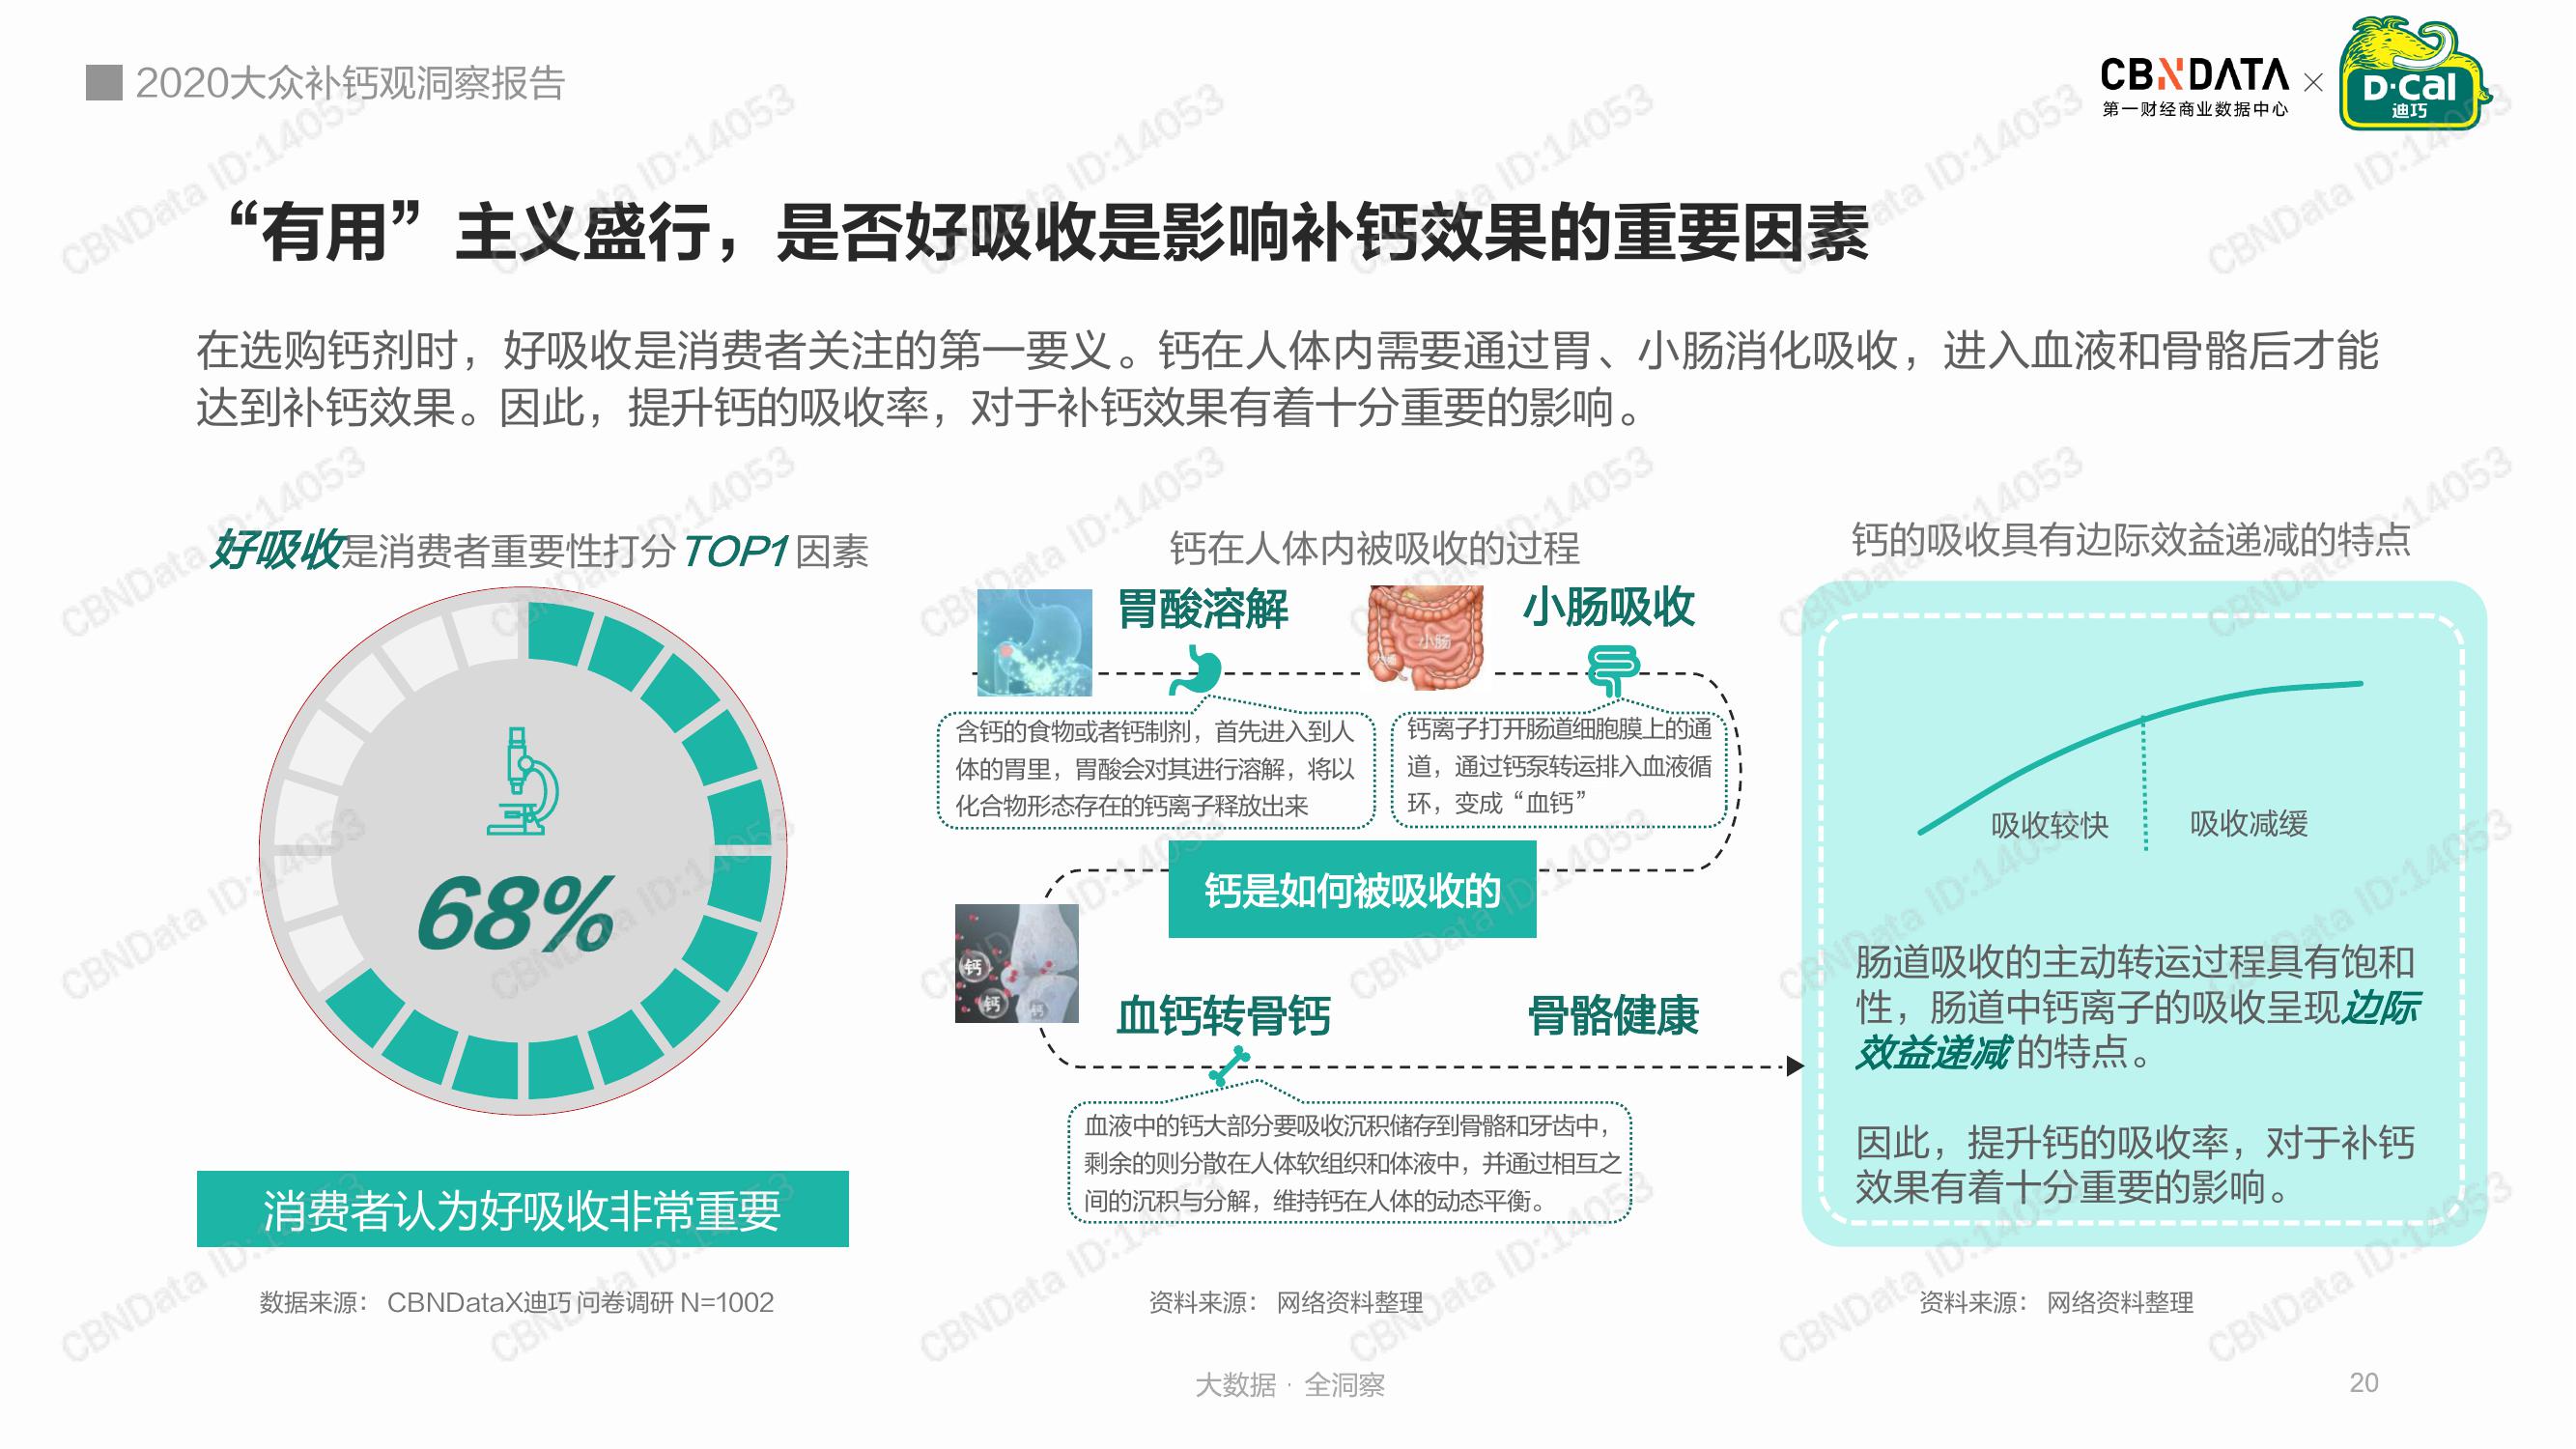 2020大众补钙观洞察报告
CBNDATA
第一财经商业数据中心
×
D·Cal
迪巧
“有用”主义盛行，是否好吸收是影响补钙效果的重要因素
在选购钙剂时，好吸收是消费者关注的第一要义。钙在人体内需要通过胃、小肠消化吸收，进入血液和骨骼后才能
达到补钙效果。因此，提升钙的吸收率，对于补钙效果有着十分重要的影响。
好吸收是消费者重要性打分TOP1因素
68%
消费者认为好吸收非常重要
数据来源： CBNDataX迪巧 问卷调研 N=1002
钙在人体内被吸收的过程
胃酸溶解
含钙的食物或者钙制剂，首先进入到人
体的胃里，胃酸会对其进行溶解，将以
化合物形态存在的钙离子释放出来
小肠
小肠吸收
钙离子打开肠道细胞膜上的通
道，通过钙泵转运排入血液循
环，变成“血钙”
钙是如何被吸收的
钙
钙
钙
血钙转骨钙
骨骼健康
血液中的钙大部分要吸收沉积储存到骨骼和牙齿中，
剩余的则分散在人体软组织和体液中，并通过相互之
间的沉积与分解，维持钙在人体的动态平衡。
资料来源： 网络资料整理
钙的吸收具有边际效益递减的特点
吸收较快
吸收减缓
肠道吸收的主动转运过程具有饱和
性，肠道中钙离子的吸收呈现边际
效益递减的特点。
因此，提升钙的吸收率，对于补钙
效果有着十分重要的影响。
资料来源： 网络资料整理
大数据 · 全洞察
20
CBNData ID:14053